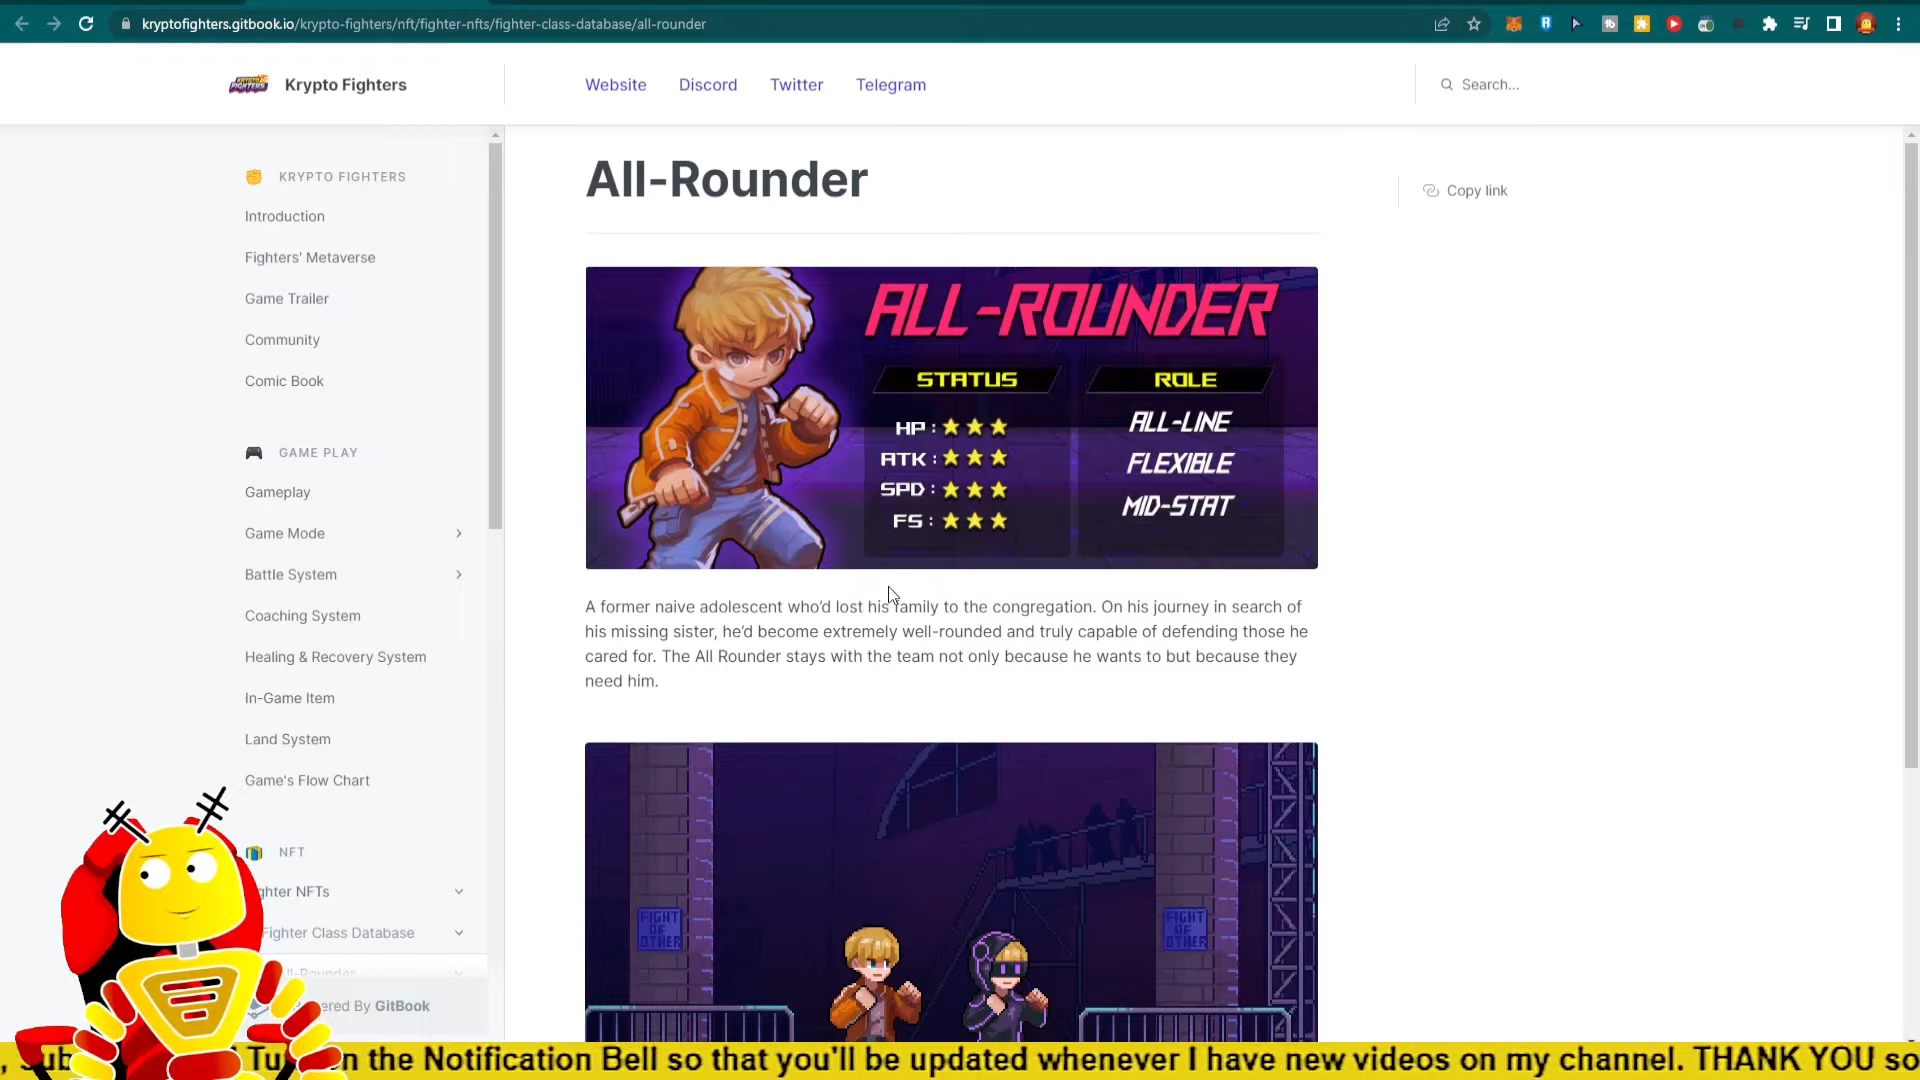 kryptofighters.gitbook.io/krypto-fighters/nft/fighter-nfts/fighter-class-database/all-rounder
KRYPTO FIGHTERS
Krypto Fighters
Website Discord Twitter Telegram
Search...
KRYPTO FIGHTERS
Introduction
Fighters' Metaverse
Game Trailer
Community
Comic Book
GAME PLAY
Gameplay
Game Mode
Battle System
Coaching System
Healing & Recovery System
In-Game Item
Land System
Game's Flow Chart
NFT
ghter NFTs
Fighter Class Database
ll-Rounder
ered By GitBook
All-Rounder
Copy link
ALL-ROUNDER
STATUS
HP :
ATK :
SPD :
FS :
ROLE
ALL-LINE
FLEXIBLE
MID-STAT
A former naive adolescent who'd lost his family to the congregation. On his journey in search of
his missing sister, he'd become extremely well-rounded and truly capable of defending those he
cared for. The All Rounder stays with the team not only because he wants to but because they
need him.
FIGHT
OF
OTHER
FIGHT
OF
OTHER
, sub Tu n the Notification Bell so that you'll be updated whenever I have new videos on my channel. THANK YOU so